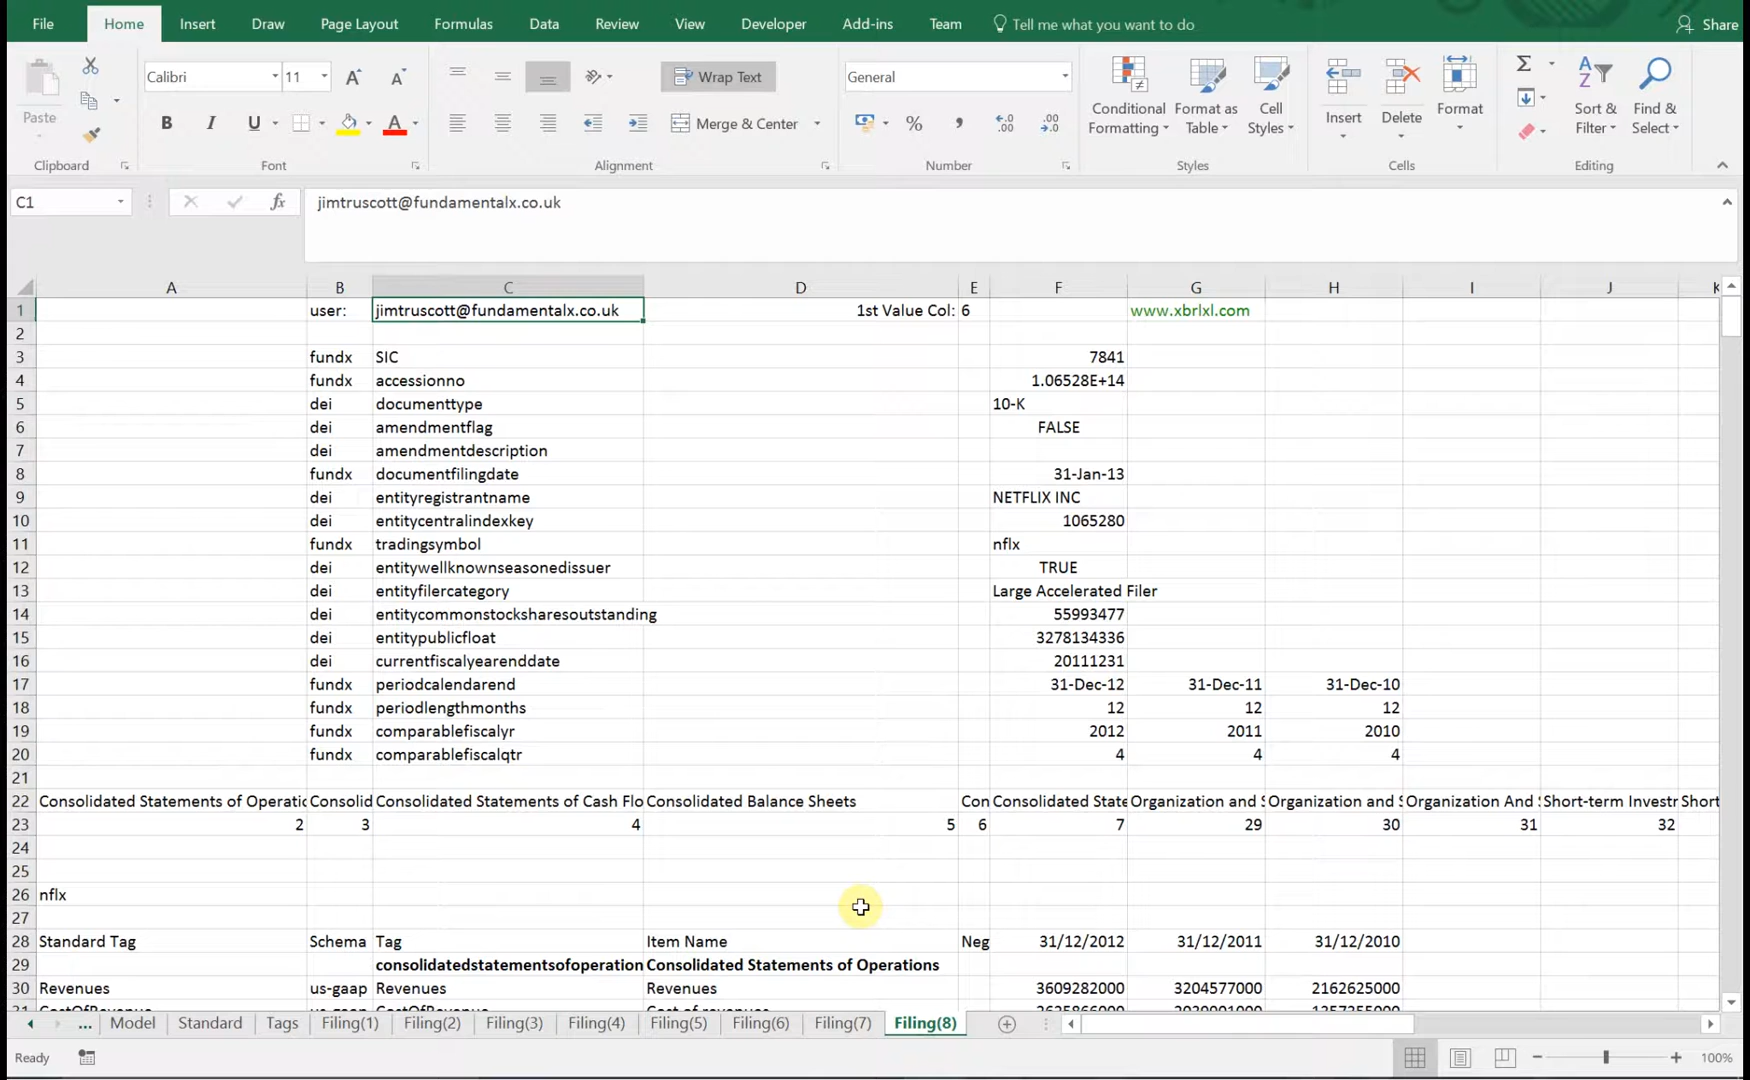 File Home Insert Draw Page Layout Formulas Data Review View Developer Add-ins Team Tell me what you want to do Share
Paste
Clipboard
Calibri 11
B I U A
Font
Wrap Text
Merge & Center
Alignment
General
% ,
Number
Conditional Formatting
Format as Table
Cell Styles
Styles
Insert Delete Format
Cells
Sort & Filter
Find & Select
Editing
C1 fx jimtruscott@fundamentalx.co.uk
A B C D E F G H I J K
1 user: jimtruscott@fundamentalx.co.uk 1st Value Col: 6 www.xbrlxl.com
2
3 fundx SIC 7841
4 fundx accessionno 1.06528E+14
5 dei documenttype 10-K
6 dei amendmentflag FALSE
7 dei amendmentdescription
8 fundx documentfilingdate 31-Jan-13
9 dei entityregistrantname NETFLIX INC
10 dei entitycentralindexkey 1065280
11 fundx tradingsymbol nflx
12 dei entitywellknownseasonedissuer TRUE
13 dei entityfilercategory Large Accelerated Filer
14 dei entitycommonstocksharesoutstanding 55993477
15 dei entitypublicfloat 3278134336
16 dei currentfiscalyearenddate 20111231
17 fundx periodcalendarend 31-Dec-12 31-Dec-11 31-Dec-10
18 fundx periodlengthmonths 12 12 12
19 fundx comparablefiscalyr 2012 2011 2010
20 fundx comparablefiscalqtr 4 4 4
21
22 Consolidated Statements of Operatio Consolid Consolidated Statements of Cash Flo Consolidated Balance Sheets Con Consolidated State Organization and S Organization and S Organization And S Short-term Investr Short
23 2 3 4 5 6 7 29 30 31 32
24
25
26 nflx
27
28 Standard Tag Schema Tag Item Name Neg 31/12/2012 31/12/2011 31/12/2010
29 consolidatedstatementsofoperation Consolidated Statements of Operations
30 Revenues us-gaap Revenues Revenues 3609282000 3204577000 2162625000
... Model Standard Tags Filing(1) Filing(2) Filing(3) Filing(4) Filing(5) Filing(6) Filing(7) Filing(8)
Ready 100%